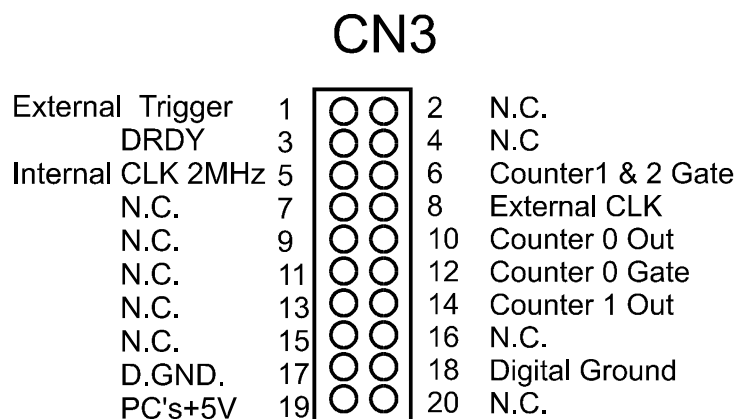 CN3
External Trigger 1 2 N.C.
DRDY 3 4 N.C
Internal CLK 2MHz 5 6 Counter1 & 2 Gate
N.C. 7 8 External CLK
N.C. 9 10 Counter 0 Out
N.C. 11 12 Counter 0 Gate
N.C. 13 14 Counter 1 Out
N.C. 15 16 N.C.
D.GND. 17 18 Digital Ground
PC's+5V 19 20 N.C.